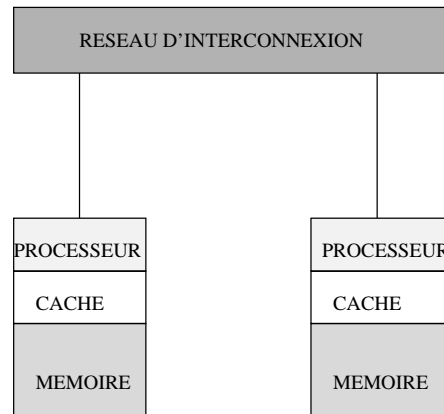 RESEAU D'INTERCONNEXION
PROCESSEUR PROCESSEUR
CACHE CACHE
MEMOIRE MEMOIRE